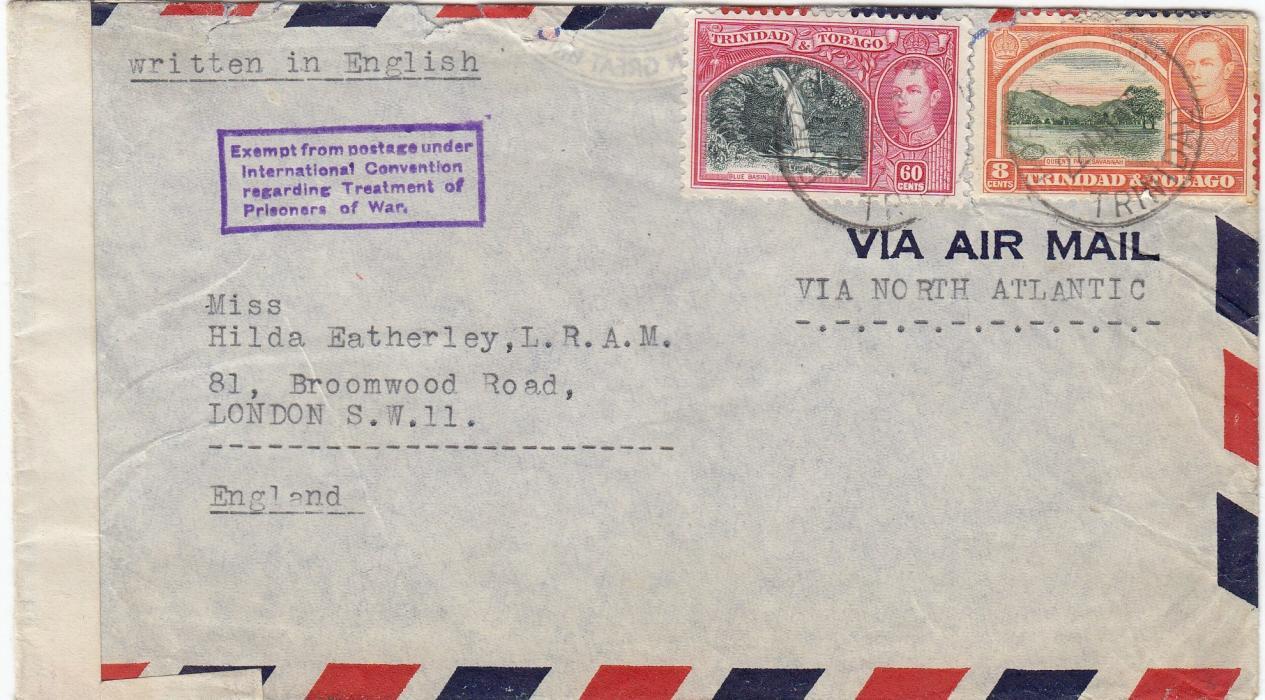 written in English
TRINIDAD & TOBAGO
BLUE BASIN
60
CENTS
QUEEN'S PARK SAVANNAH
8
CENTS
TRINIDAD & TOBAGO
TRINIDAD
Exempt from postage under
International Convention
regarding Treatment of
Prisoners of War.
VIA AIR MAIL
VIA NORTH ATLANTIC
-.-.-.-.-.-.-.-.-.-
Miss
Hilda Eatherley,L.R.A.M.
81, Broomwood Road,
LONDON S.W.11.
------------------------
England